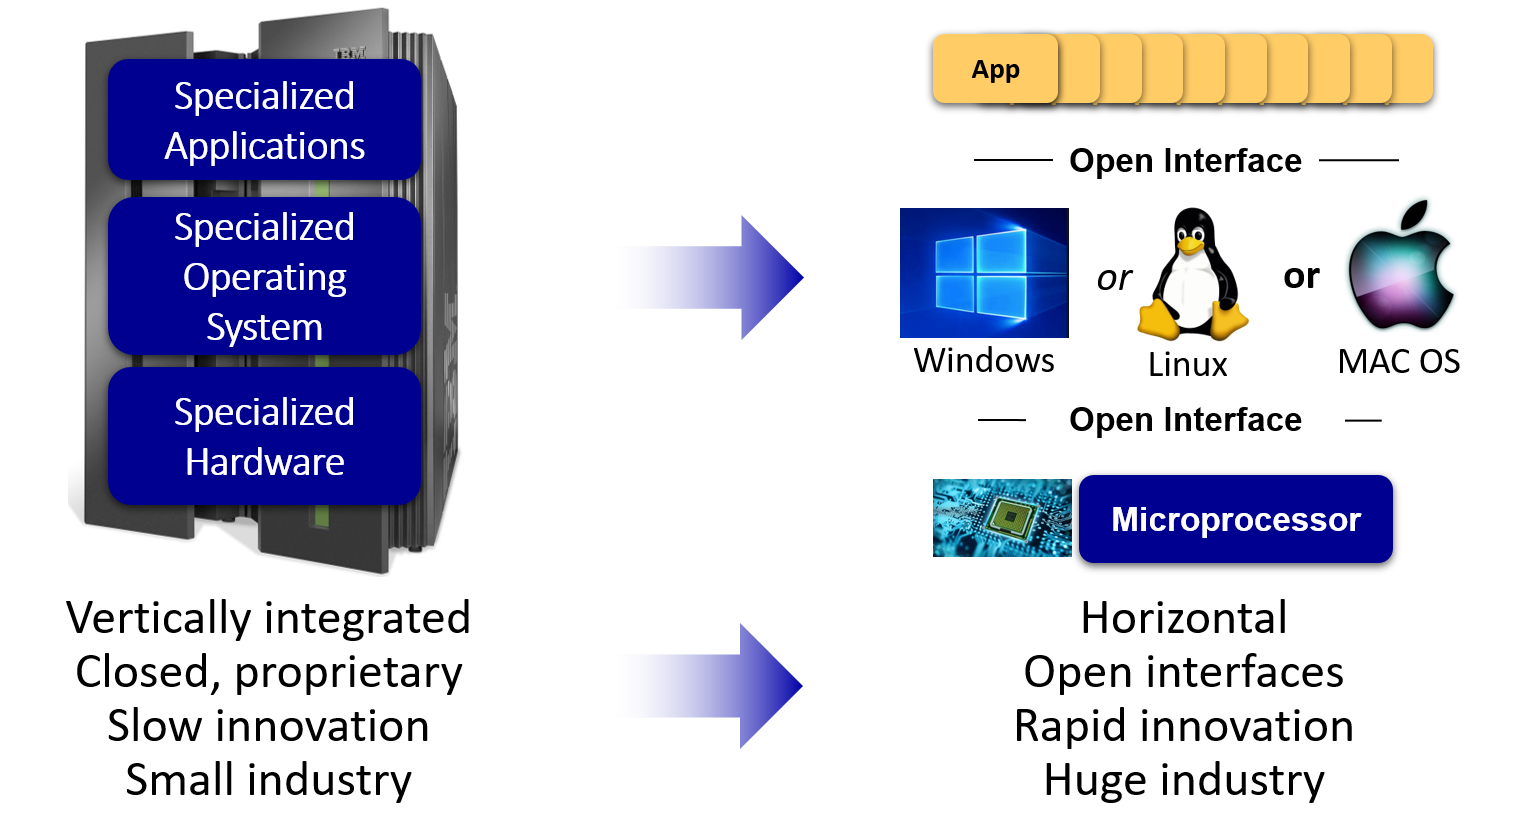 IBM
Specialized
Applications
Specialized
Operating
System
Specialized
Hardware
Vertically integrated
Closed, proprietary
Slow innovation
Small industry
App
Open Interface
or
or
Windows
Linux
MAC OS
Open Interface
Microprocessor
Horizontal
Open interfaces
Rapid innovation
Huge industry